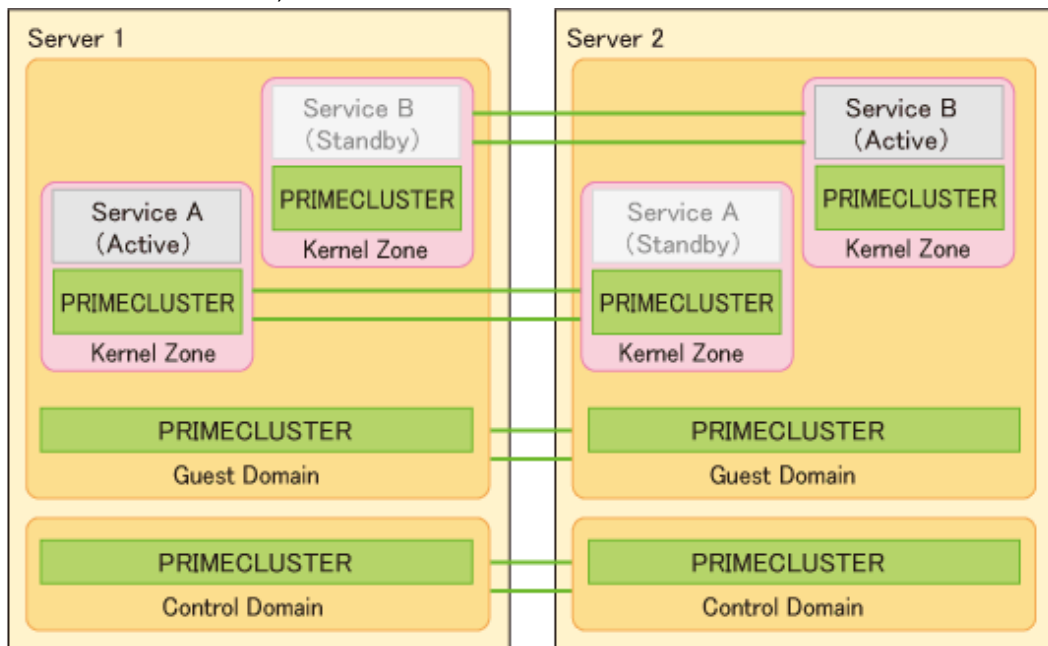 Server 1
Service B
(Standby)
PRIMECLUSTER
Kernel Zone
Service A
(Active)
PRIMECLUSTER
Kernel Zone
PRIMECLUSTER
Guest Domain
PRIMECLUSTER
Control Domain
Server 2
Service B
(Active)
PRIMECLUSTER
Kernel Zone
Service A
(Standby)
PRIMECLUSTER
Kernel Zone
PRIMECLUSTER
Guest Domain
PRIMECLUSTER
Control Domain